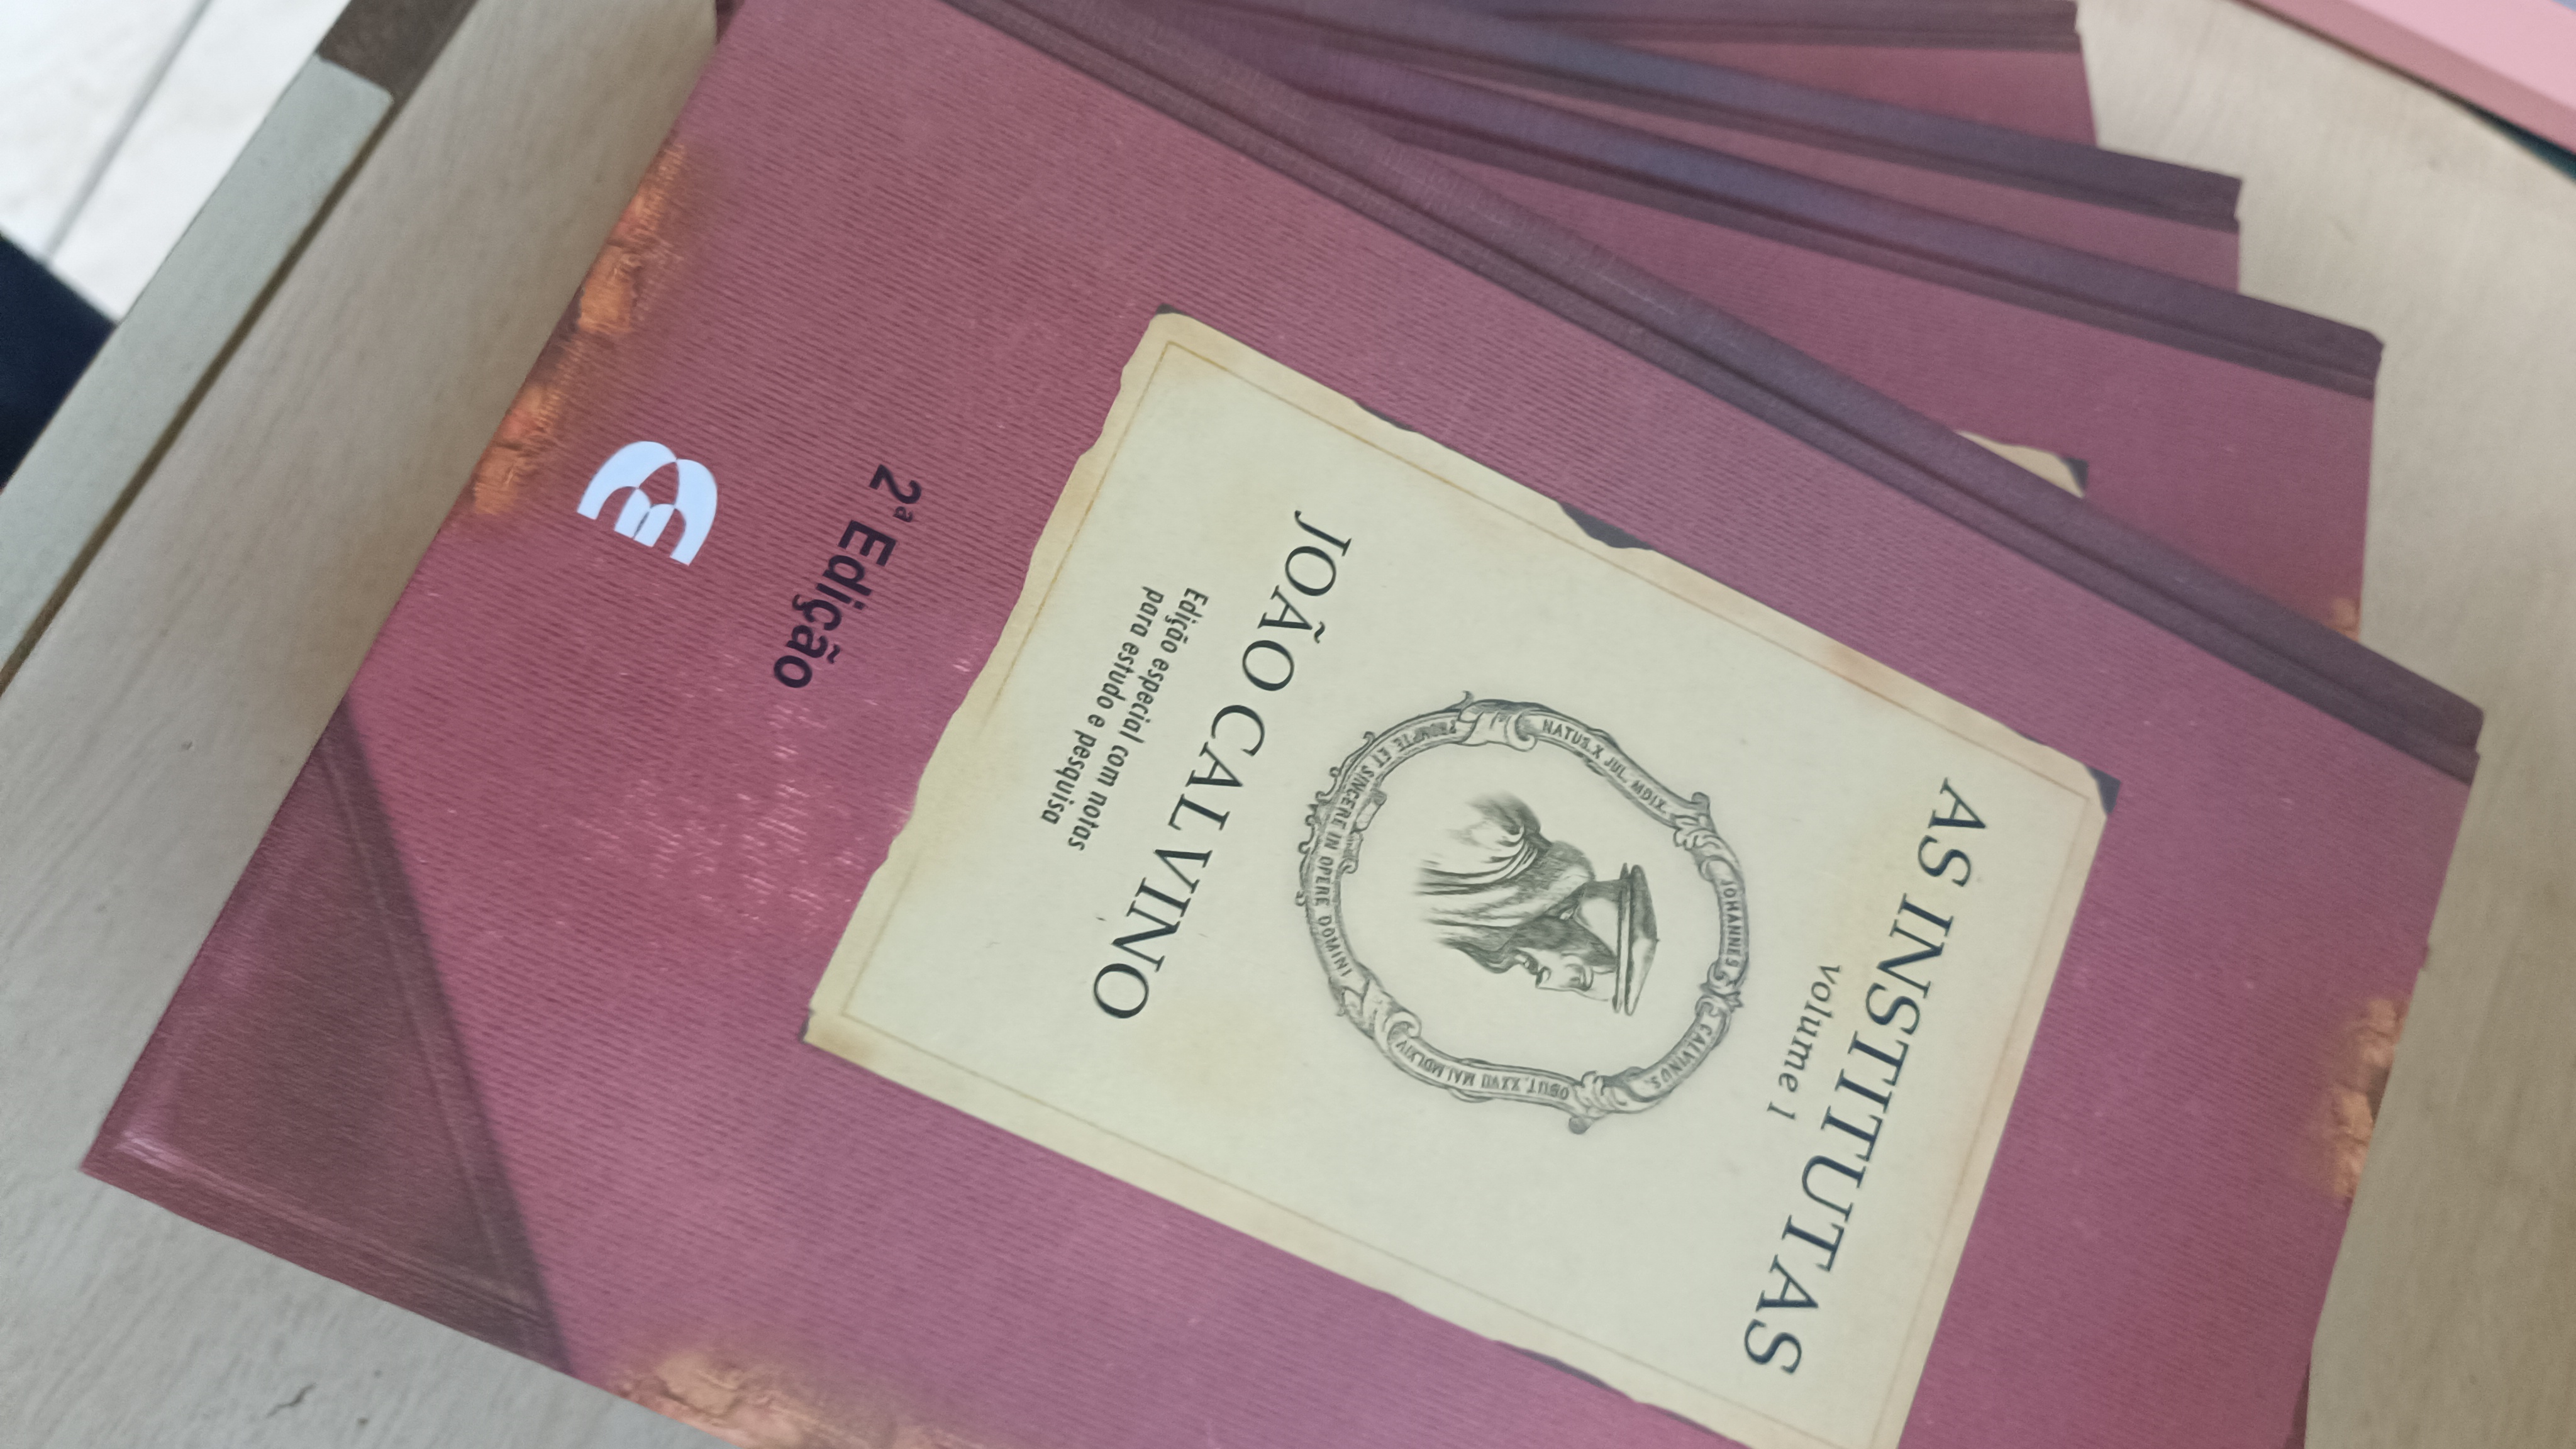 AS INSTITUTAS
volume 1
JOHANNES CALVINUS.
NATUS.X JUL. MDIX.
OBIIT. XXVII MAI MDLXIV
PROMPTE ET SINCERE IN OPERE DOMINI
JOÃO CALVINO
Edição especial com notas
para estudo e pesquisa
2ª Edição